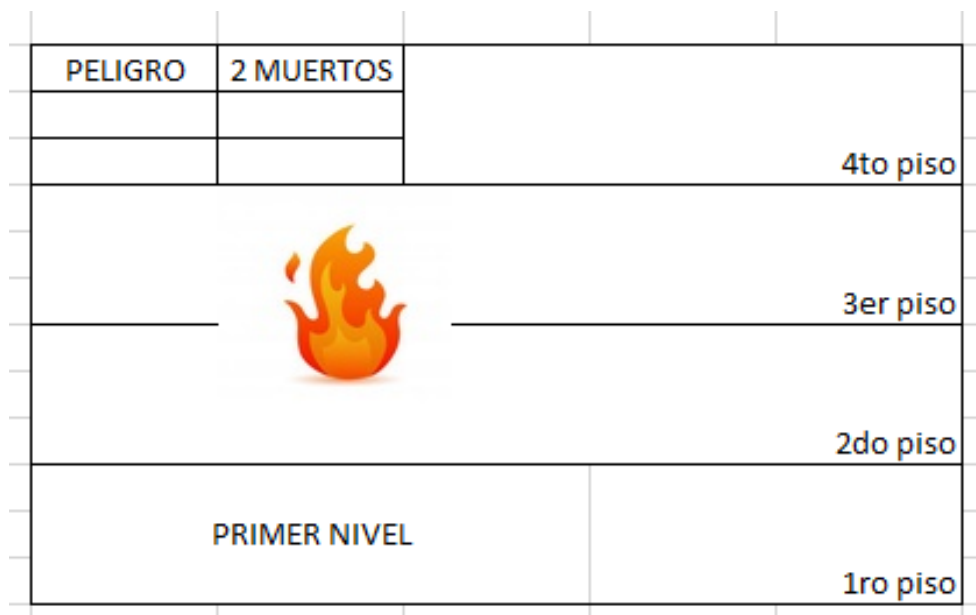 PELIGRO 2 MUERTOS
4to piso
3er piso
2do piso
PRIMER NIVEL
1ro piso